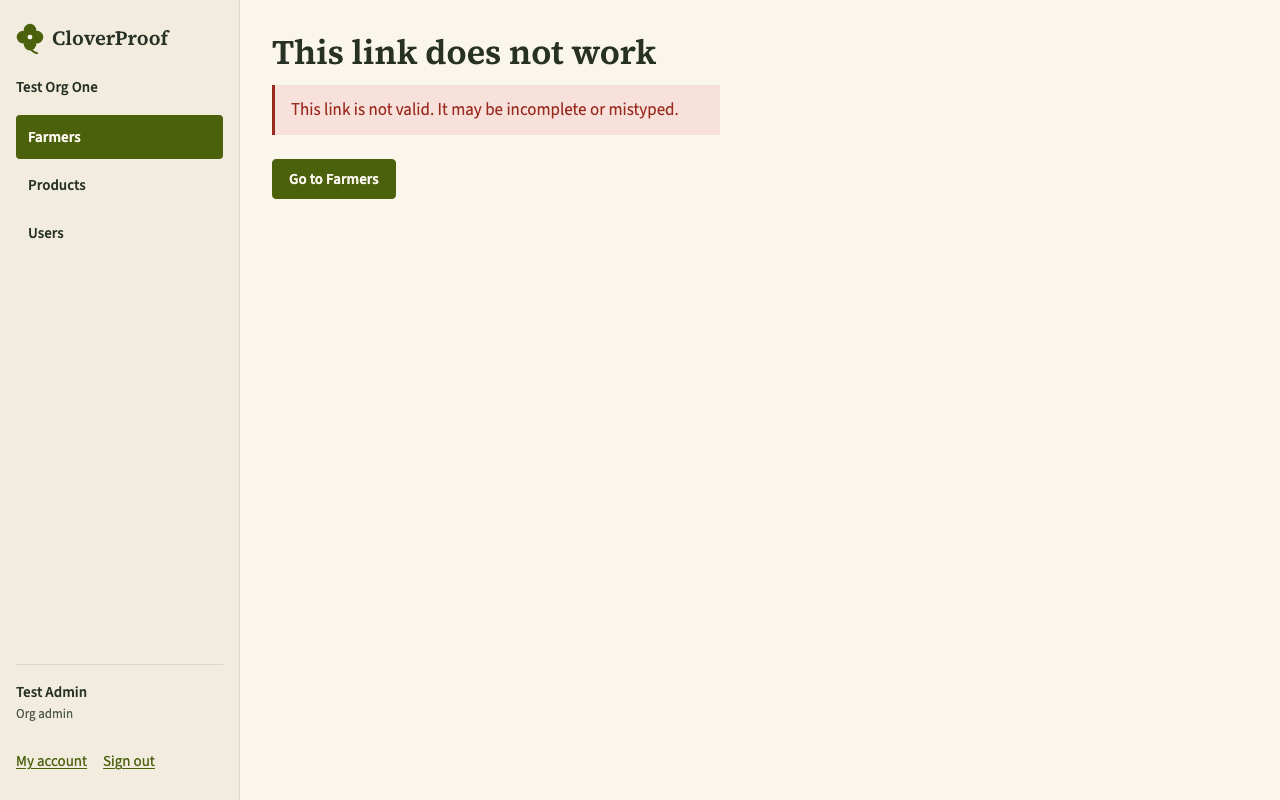 CloverProof
Test Org One
Farmers
Products
Users
Test Admin
Org admin
My account Sign out
This link does not work
This link is not valid. It may be incomplete or mistyped.
Go to Farmers